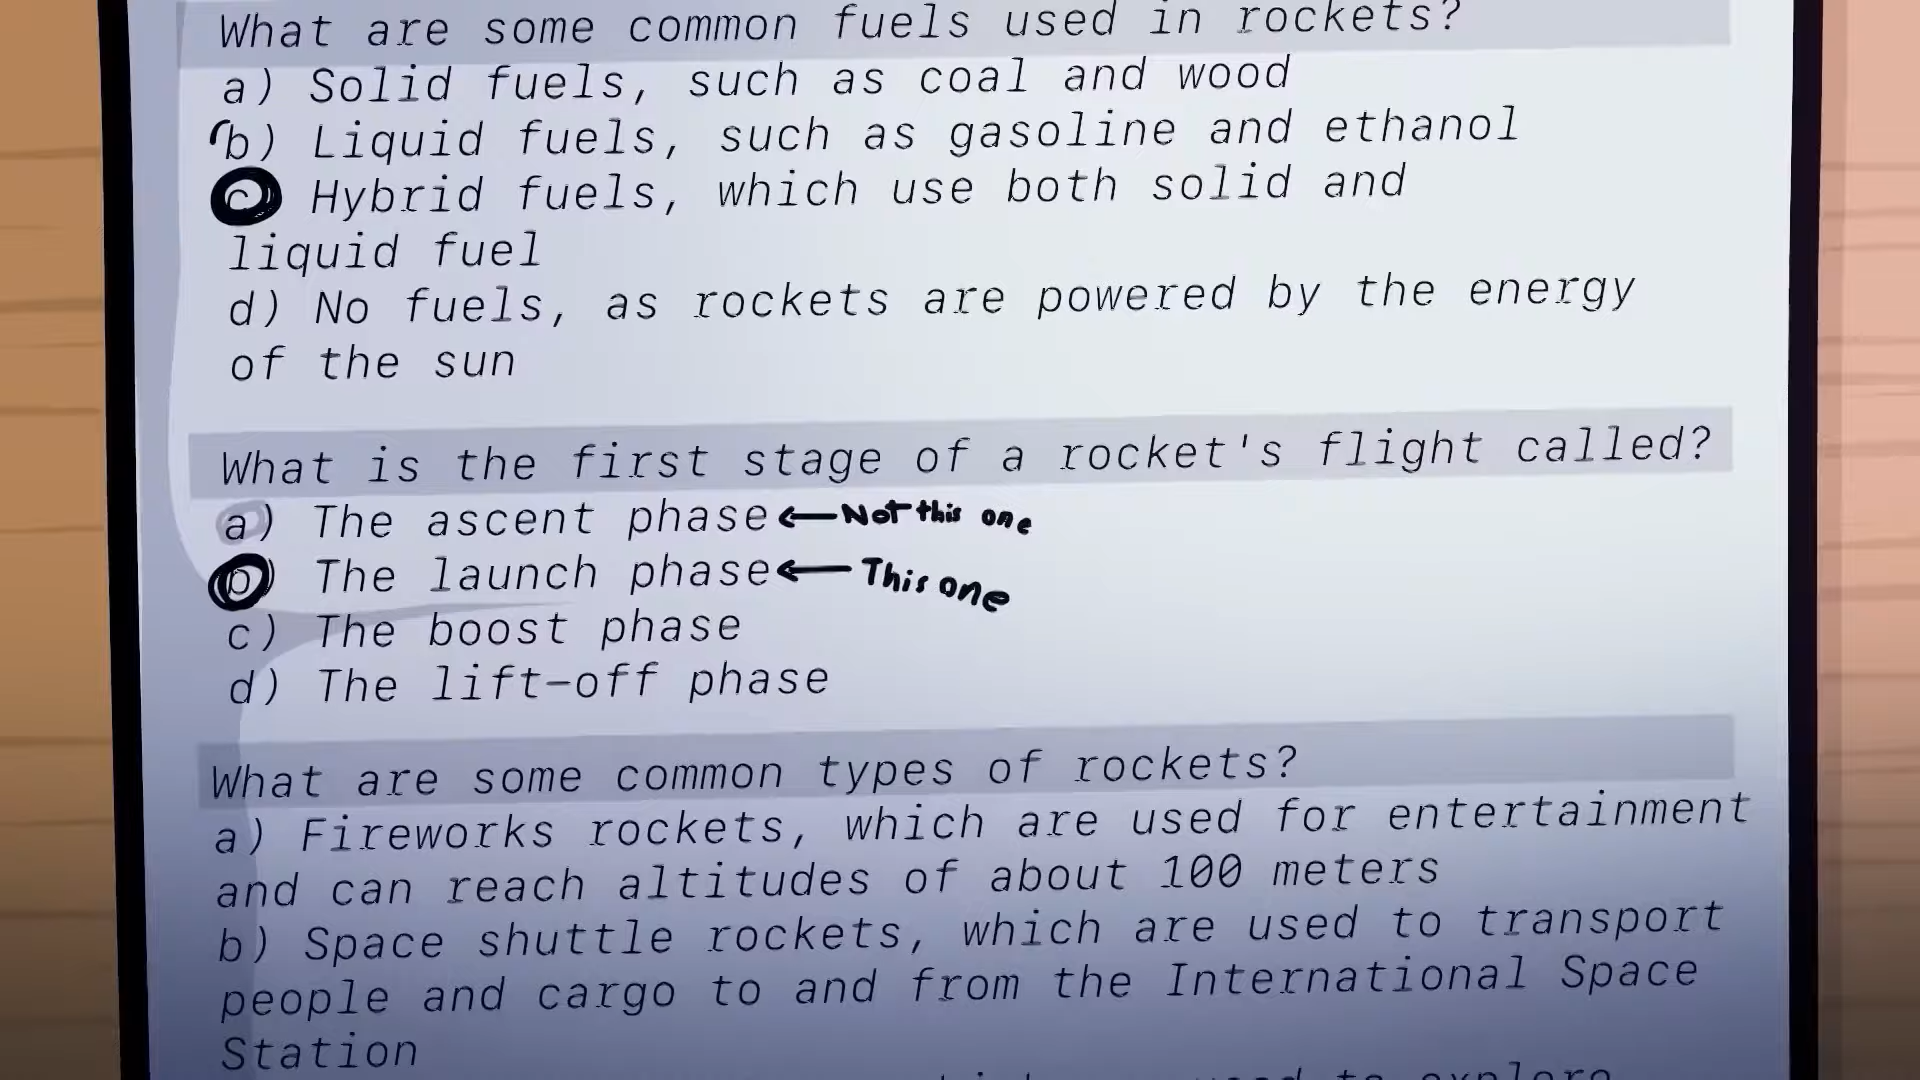 What are some common fuels used in rockets?
a) Solid fuels, such as coal and wood
b) Liquid fuels, such as gasoline and ethanol
c Hybrid fuels, which use both solid and
liquid fuel
d) No fuels, as rockets are powered by the energy
of the sun
What is the first stage of a rocket's flight called?
a) The ascent phase ← Not this one
b) The launch phase ← This one
c) The boost phase
d) The lift-off phase
What are some common types of rockets?
a) Fireworks rockets, which are used for entertainment
and can reach altitudes of about 100 meters
b) Space shuttle rockets, which are used to transport
people and cargo to and from the International Space
Station
used to explore